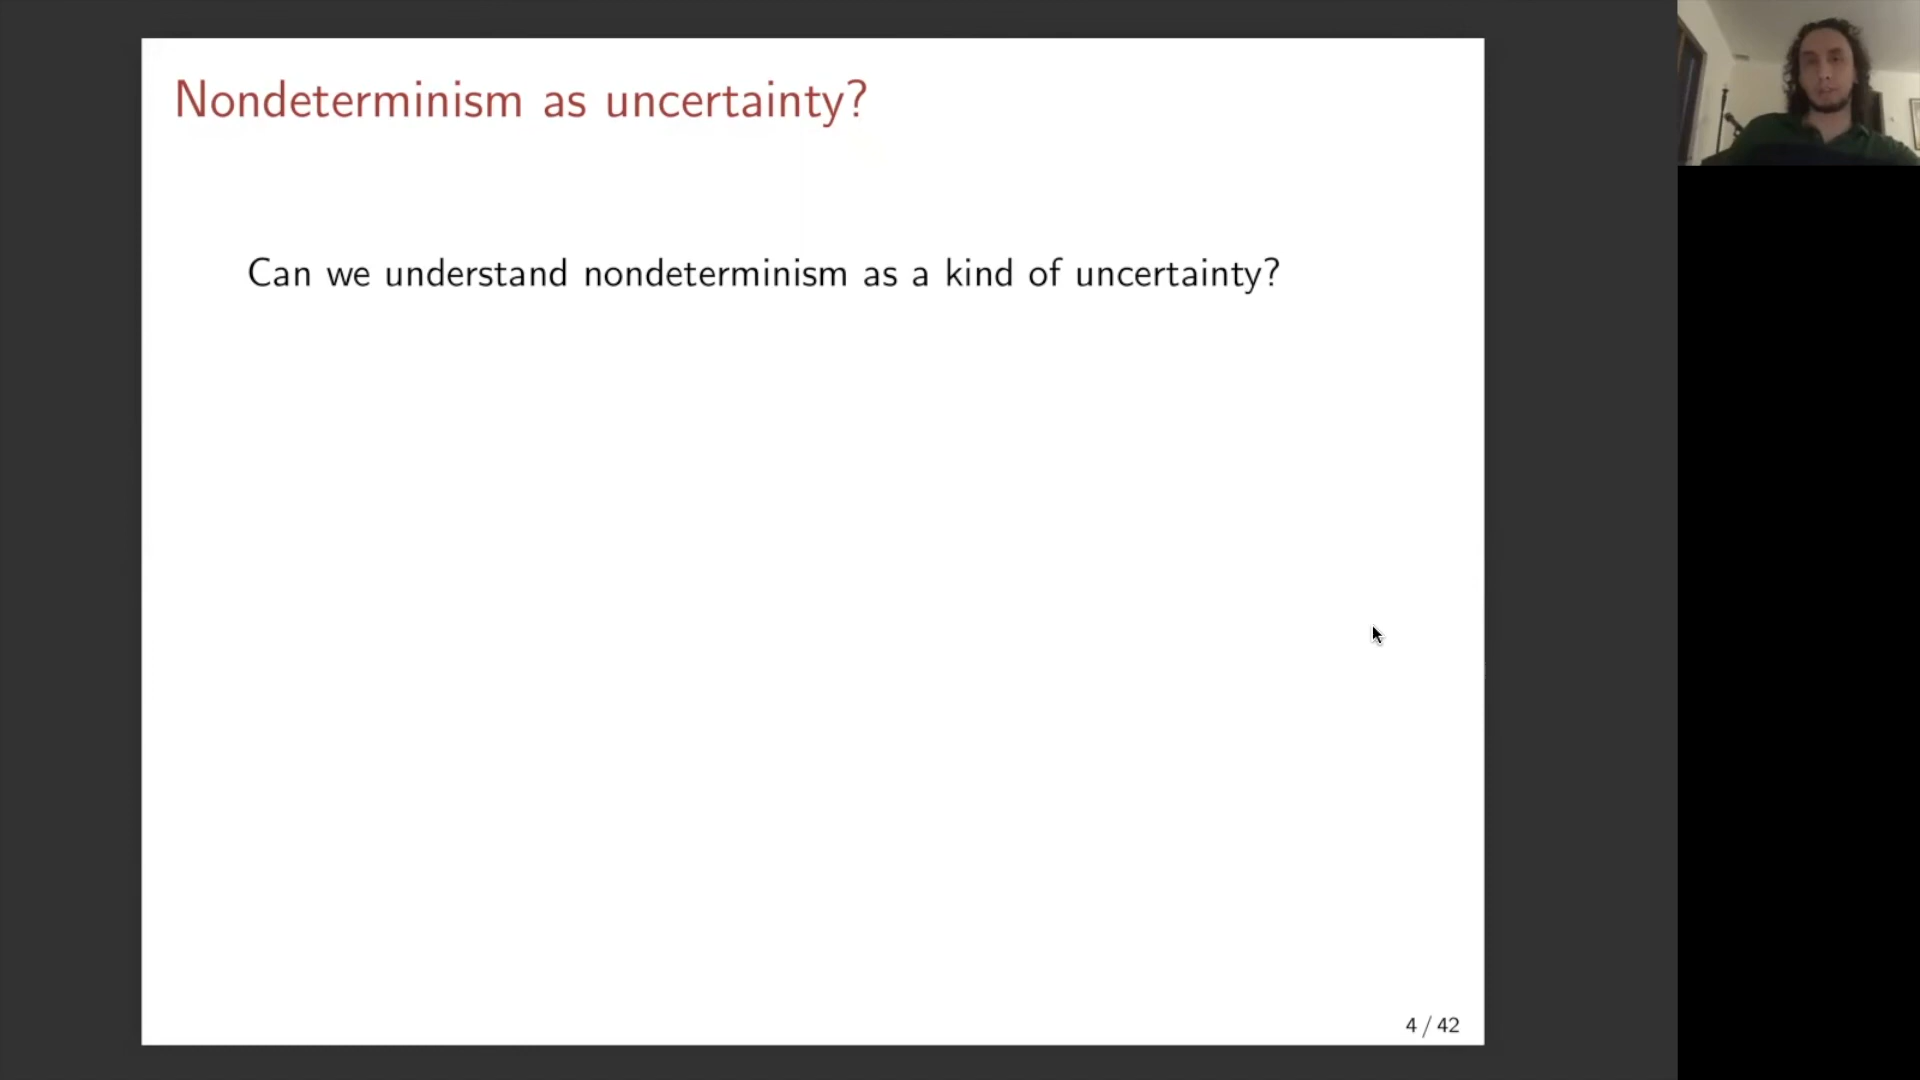 Nondeterminism as uncertainty?
Can we understand nondeterminism as a kind of uncertainty?
4 / 42